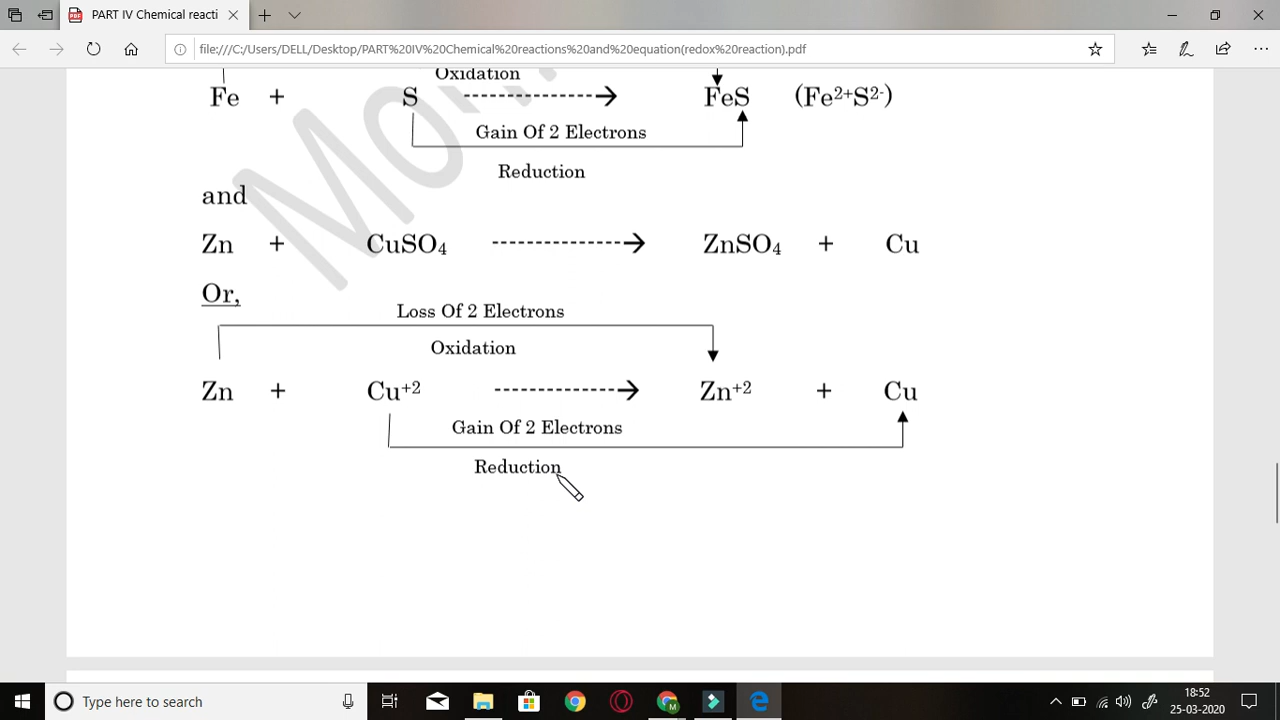 PART IV Chemical reacti
file:///C:/Users/DELL/Desktop/PART%20IV%20Chemical%20reactions%20and%20equation(redox%20reaction).pdf
Oxidation
Fe + S ---------------→ FeS (Fe²⁺S²⁻)
Gain Of 2 Electrons
Reduction
and
Zn + CuSO₄ ---------------→ ZnSO₄ + Cu
Or,
Loss Of 2 Electrons
Oxidation
Zn + Cu⁺² ---------------→ Zn⁺² + Cu
Gain Of 2 Electrons
Reduction
Type here to search
18:52
25-03-2020